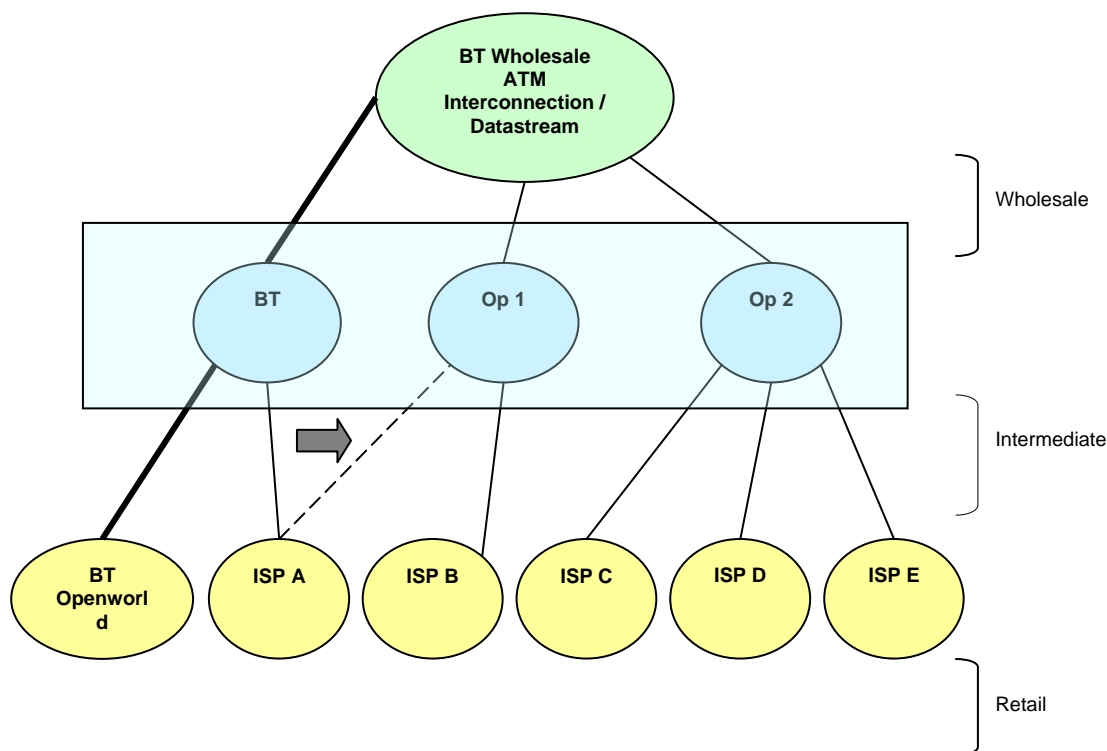 BT Wholesale
ATM
Interconnection /
Datastream
Wholesale
BT
Op 1
Op 2
Intermediate
BT
Openworl
d
ISP A
ISP B
ISP C
ISP D
ISP E
Retail